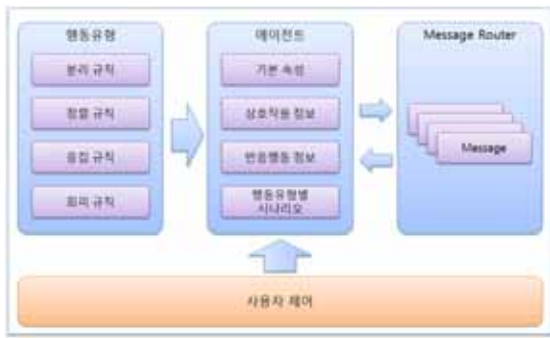 행동유형
분리 규칙
정렬 규칙
응집 규칙
회피 규칙
에이전트
기본 속성
상호작용 정보
반응행동 정보
행동유형별
시나리오
Message Router
Message
사용자 제어